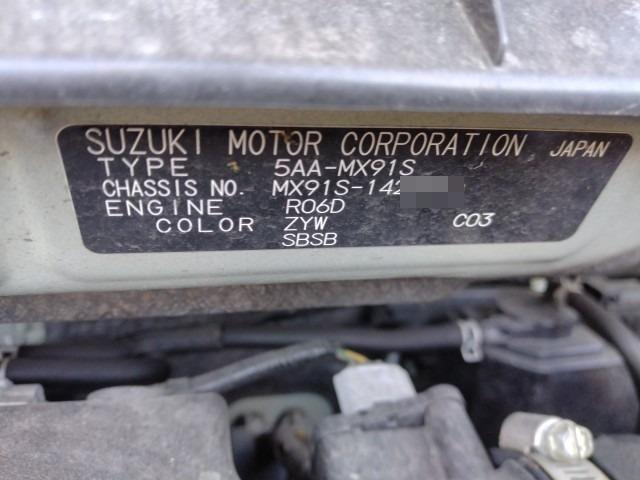 SUZUKI MOTOR CORPORATION JAPAN
TYPE 5AA-MX91S
CHASSIS NO. MX91S-142
ENGINE R06D
COLOR ZYW C03
SBSB